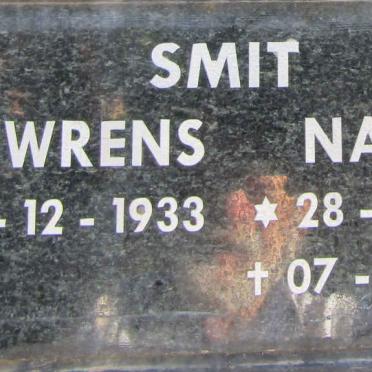 SMIT
WRENS NA
- 12 - 1933 ✶ 28 -
✝ 07 -